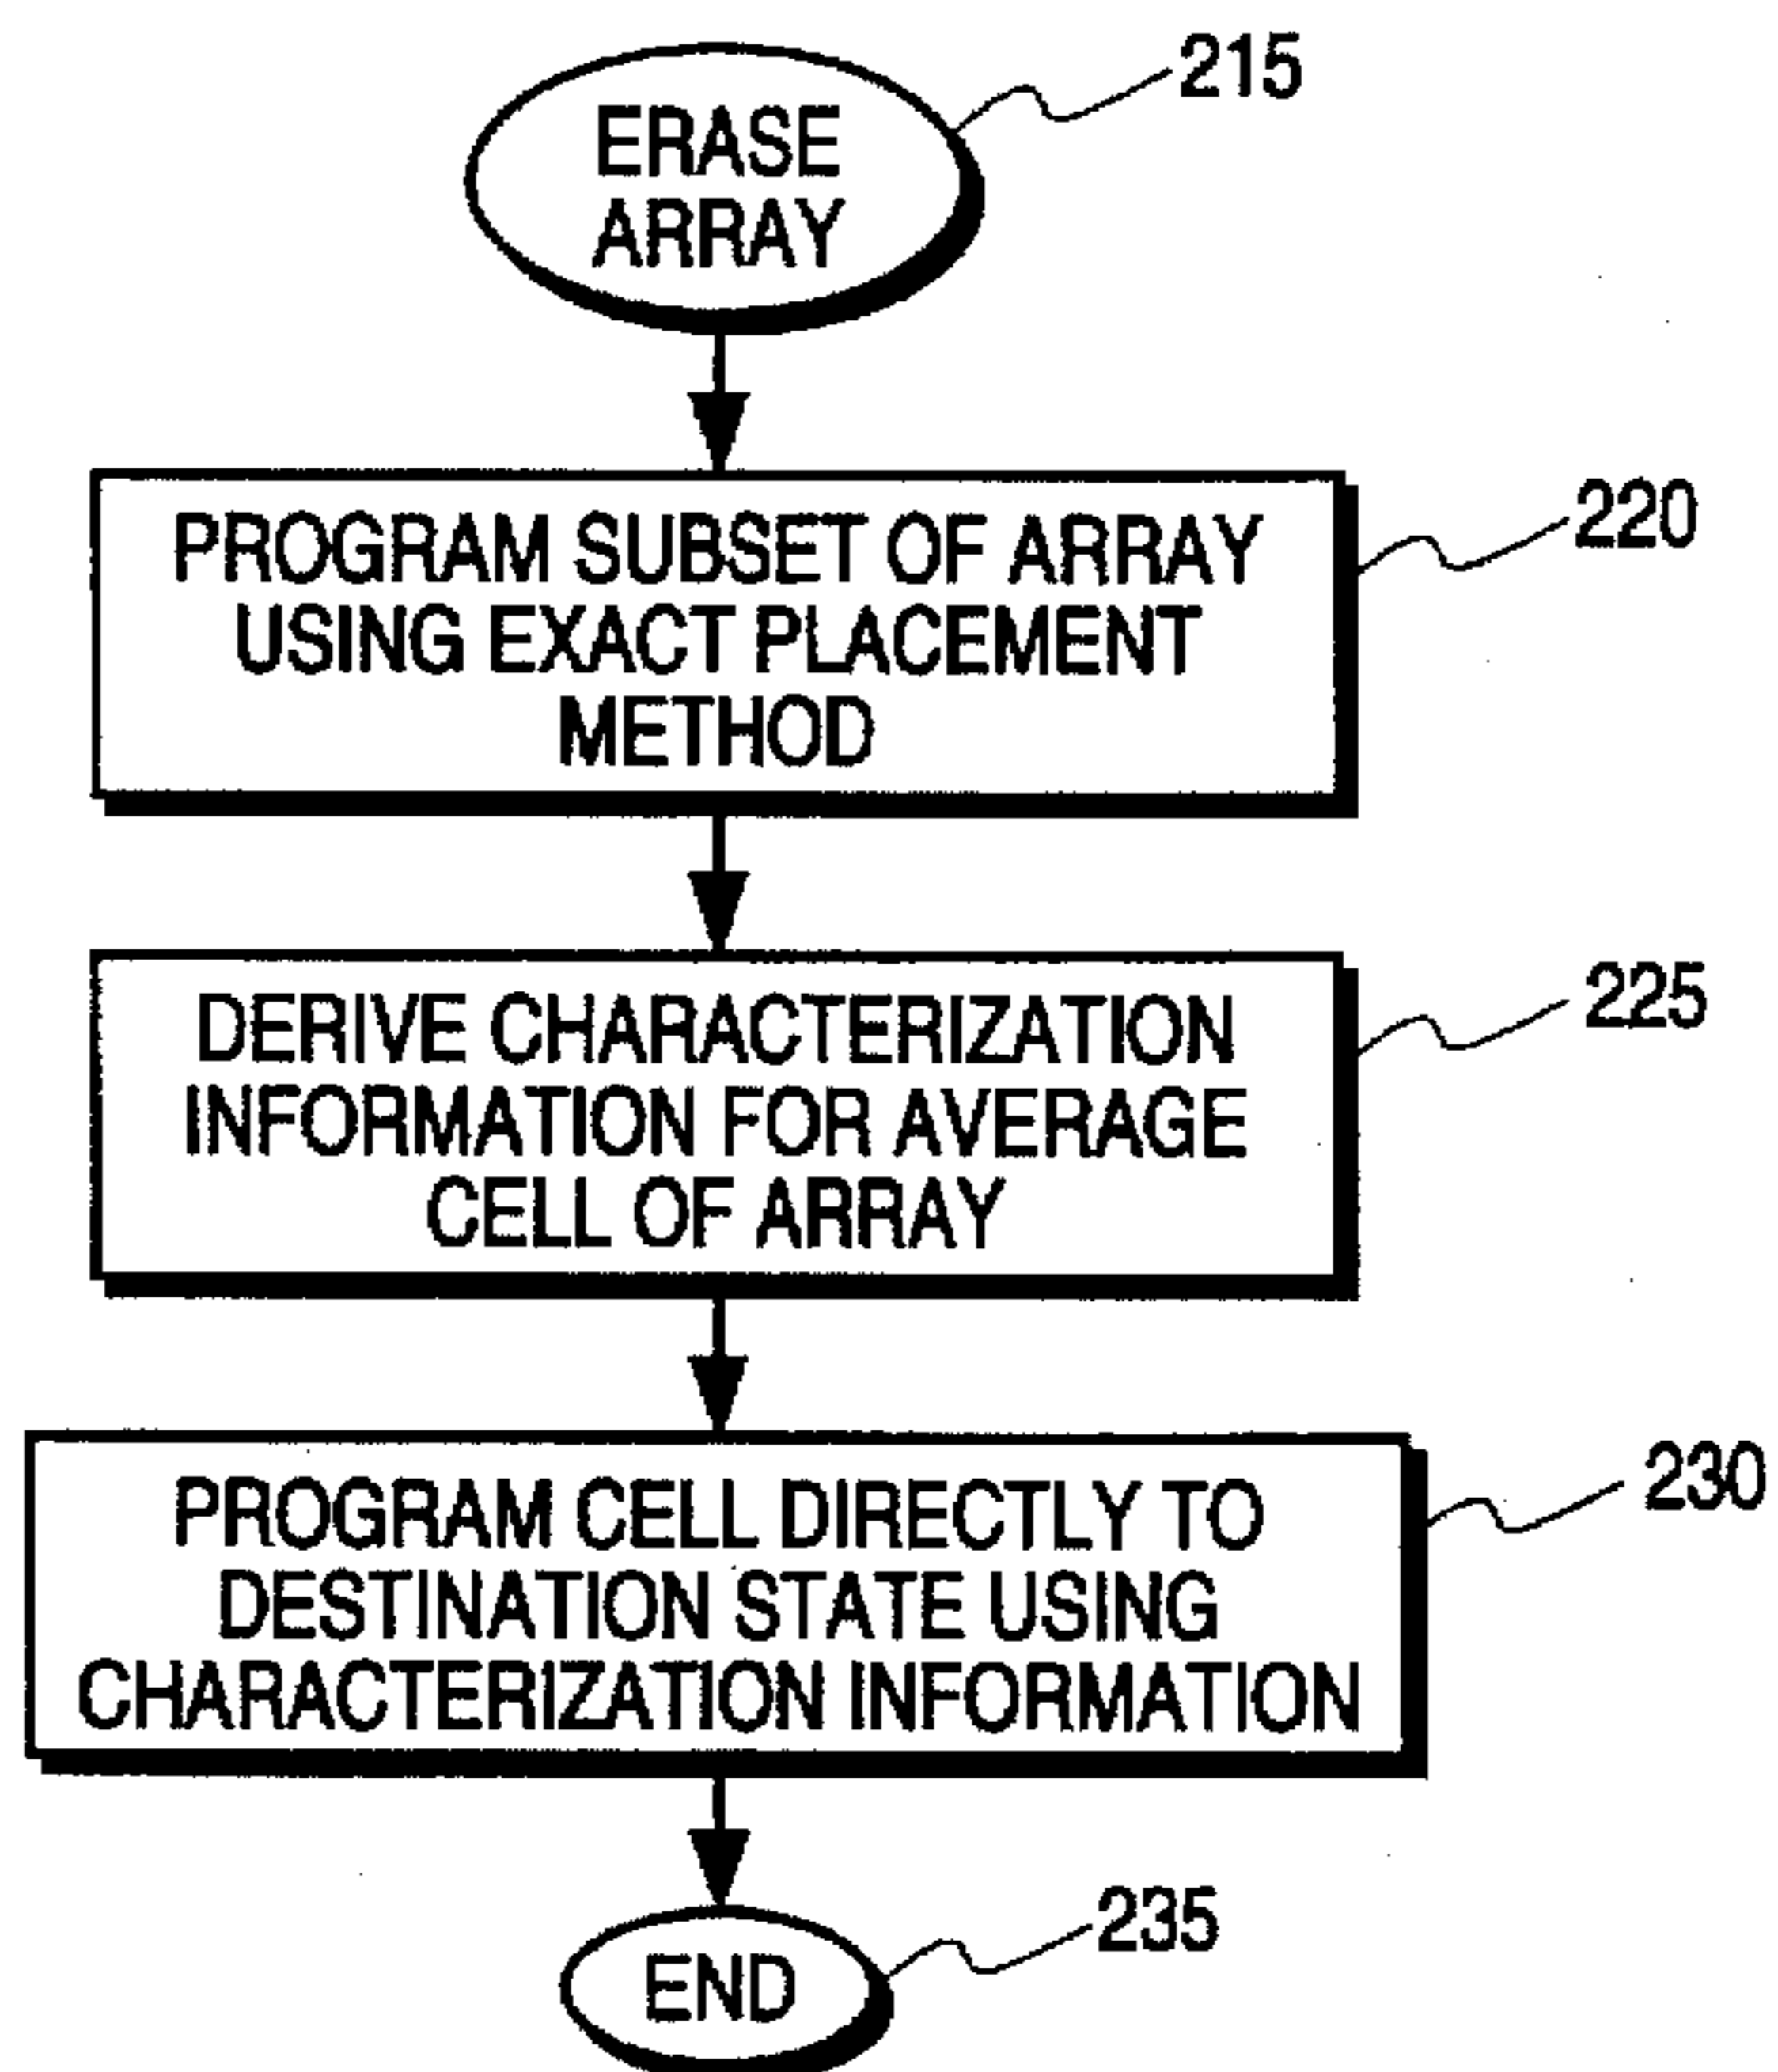 215
ERASE
ARRAY
220
PROGRAM SUBSET OF ARRAY
USING EXACT PLACEMENT
METHOD
225
DERIVE CHARACTERIZATION
INFORMATION FOR AVERAGE
CELL OF ARRAY
230
PROGRAM CELL DIRECTLY TO
DESTINATION STATE USING
CHARACTERIZATION INFORMATION
235
END